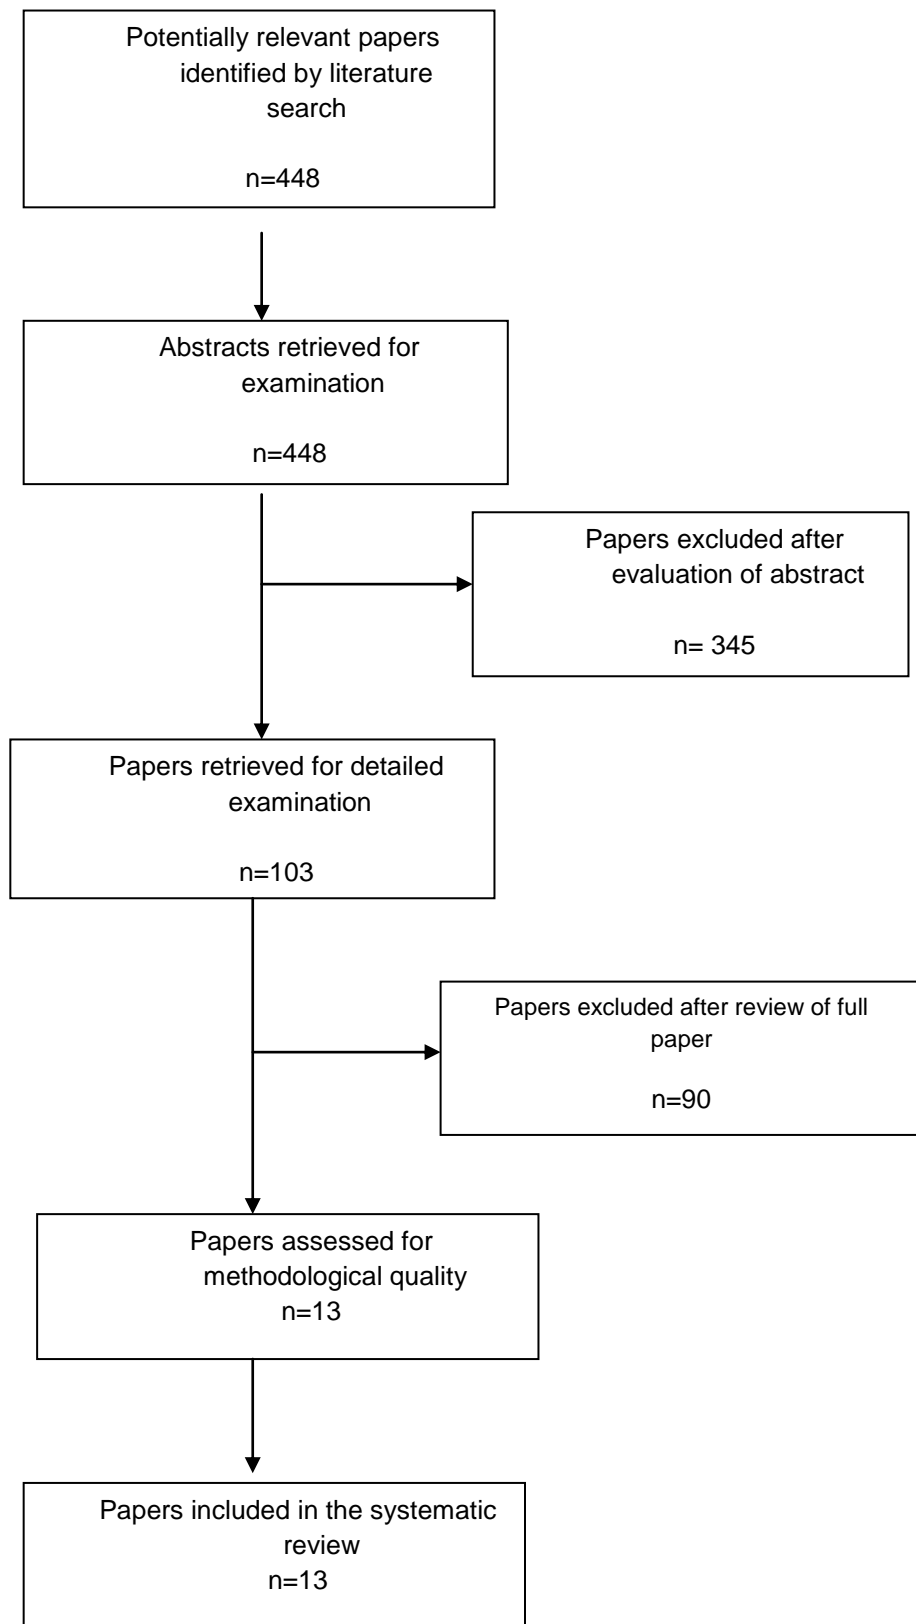 Potentially relevant papers
identified by literature
search
n=448
Abstracts retrieved for
examination
n=448
Papers excluded after
evaluation of abstract
n= 345
Papers retrieved for detailed
examination
n=103
Papers excluded after review of full
paper
n=90
Papers assessed for
methodological quality
n=13
Papers included in the systematic
review
n=13